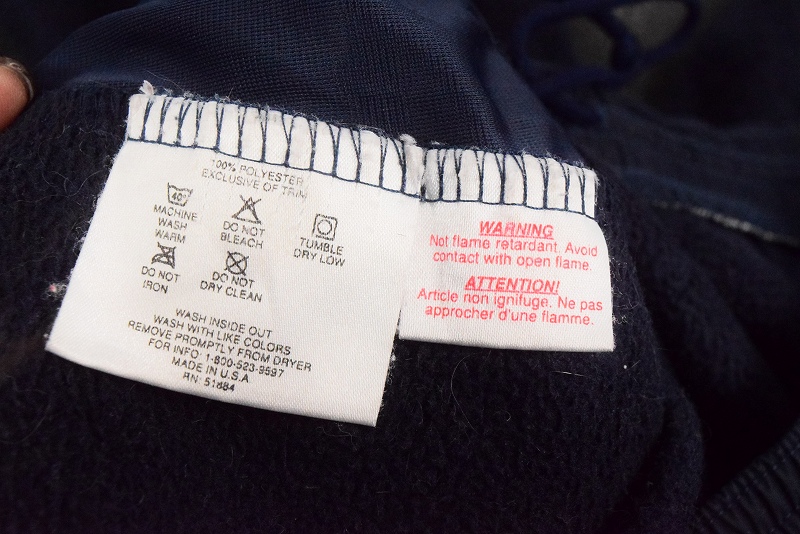 100% POLYESTER
EXCLUSIVE OF TRIM
40°
MACHINE
WASH
WARM
DO NOT
BLEACH
TUMBLE
DRY LOW
DO NOT
IRON
DO NOT
DRY CLEAN
WASH INSIDE OUT
WASH WITH LIKE COLORS
REMOVE PROMPTLY FROM DRYER
FOR INFO: 1-800-523-9597
MADE IN U.S.A
RN: 51884
WARNING
Not flame retardant. Avoid
contact with open flame.
ATTENTION!
Article non ignifuge. Ne pas
approcher d'une flamme.